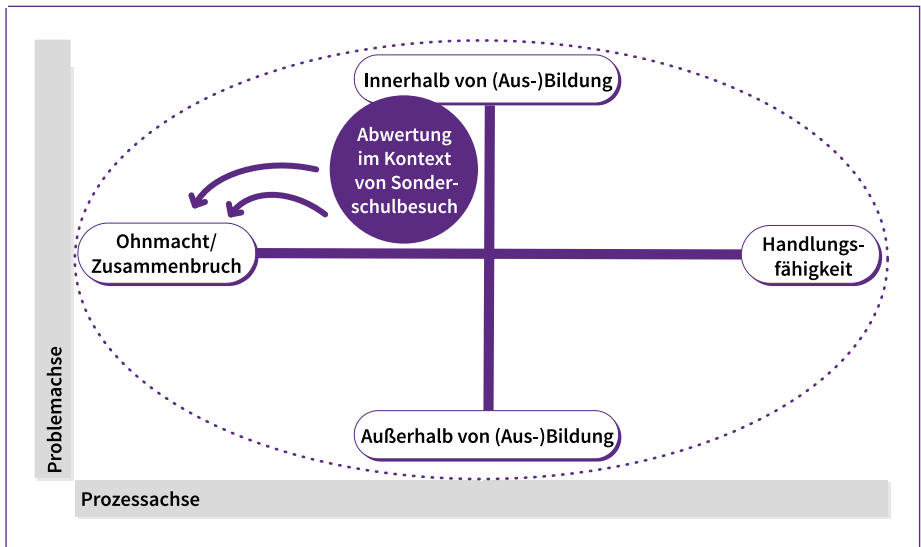 Innerhalb von (Aus-)Bildung
Abwertung
im Kontext
von Sonder-
schulbesuch
Ohnmacht/
Zusammenbruch
Handlungs-
fähigkeit
Außerhalb von (Aus-)Bildung
Problemachse
Prozessachse